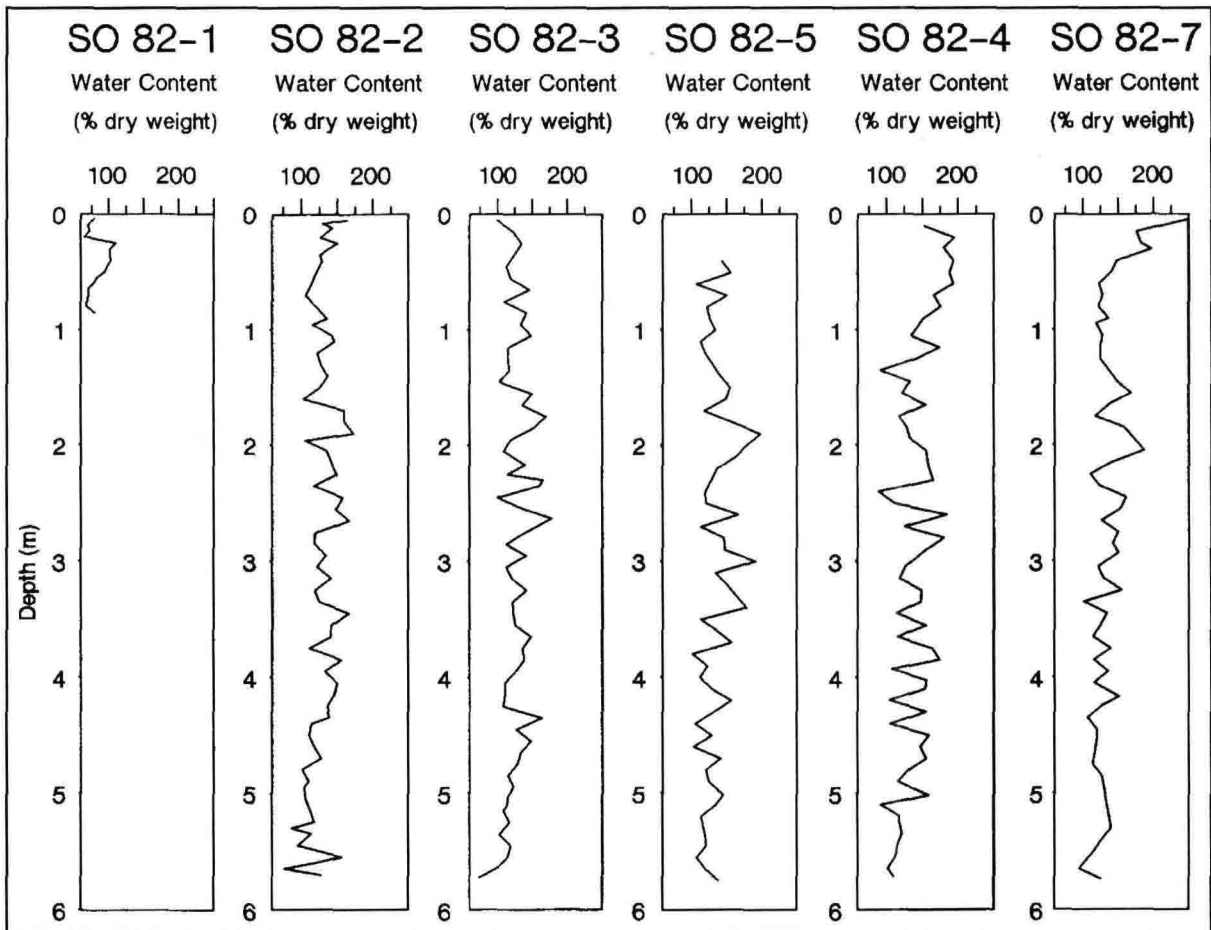 SO 82-1 SO 82-2 SO 82-3 SO 82-5 SO 82-4 SO 82-7
Water Content Water Content Water Content Water Content Water Content Water Content
(% dry weight) (% dry weight) (% dry weight) (% dry weight) (% dry weight) (% dry weight)
100 200 100 200 100 200 100 200 100 200 100 200
0 0 0 0 0 0
1 1 1 1 1 1
2 2 2 2 2 2
3 3 3 3 3 3
Depth (m)
4 4 4 4 4 4
5 5 5 5 5 5
6 6 6 6 6 6